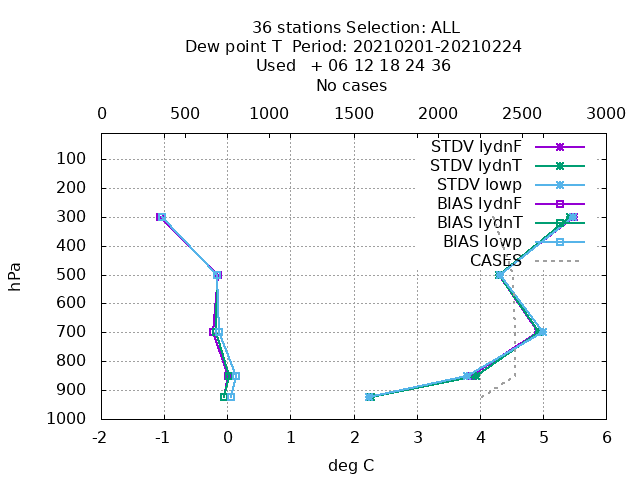 36 stations Selection: ALL
Dew point T  Period: 20210201-20210224
Used   + 06 12 18 24 36
No cases
0 500 1000 1500 2000 2500 3000
STDV lydnF
STDV lydnT
STDV lowp
BIAS lydnF
BIAS lydnT
BIAS lowp
CASES
100
200
300
400
500
600
700
800
900
1000
hPa
-2 -1 0 1 2 3 4 5 6
deg C